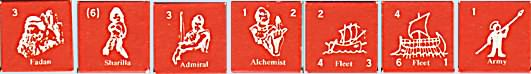 3
Fadan
(6)
Sharilla
3
Admiral
1 2
Alchemist
2
4 Fleet 3
4
6 Fleet 1
1
Army